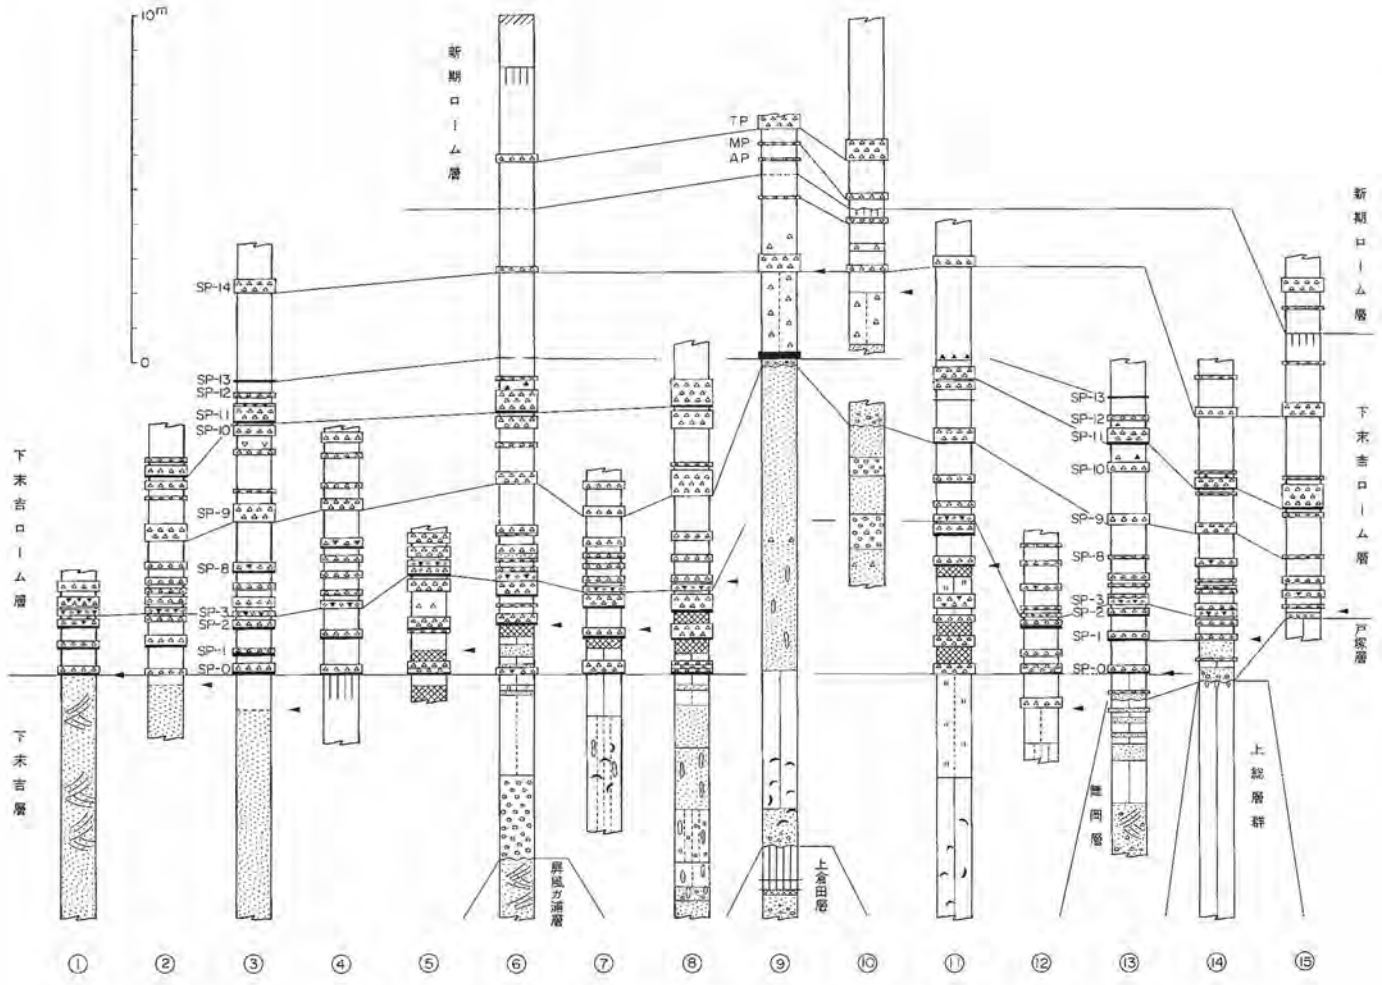 10m
0
新期ローム層
TP
MP
AP
SP-14
SP-13
SP-12
SP-11
SP-10
SP-9
SP-8
SP-3
SP-2
SP-1
SP-0
下末吉ローム層
下末吉層
屏風ガ浦層
上倉田層
SP-13
SP-12
SP-11
SP-10
SP-9
SP-8
SP-3
SP-2
SP-1
SP-0
舞岡層
上総層群
新期ローム層
下末吉ローム層
戸塚層
① ② ③ ④ ⑤ ⑥ ⑦ ⑧ ⑨ ⑩ ⑪ ⑫ ⑬ ⑭ ⑮